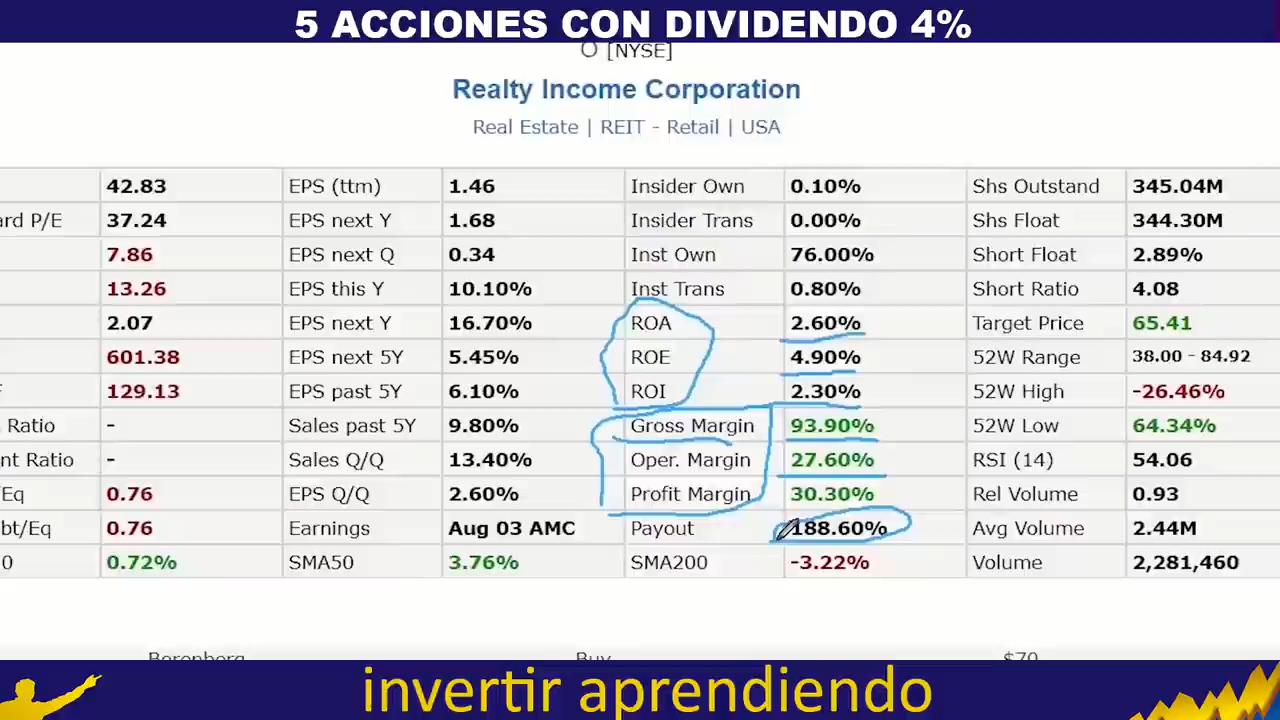 5 ACCIONES CON DIVIDENDO 4%
O [NYSE]
Realty Income Corporation
Real Estate | REIT - Retail | USA
42.83 EPS (ttm) 1.46 Insider Own 0.10% Shs Outstand 345.04M
ard P/E 37.24 EPS next Y 1.68 Insider Trans 0.00% Shs Float 344.30M
7.86 EPS next Q 0.34 Inst Own 76.00% Short Float 2.89%
13.26 EPS this Y 10.10% Inst Trans 0.80% Short Ratio 4.08
2.07 EPS next Y 16.70% ROA 2.60% Target Price 65.41
601.38 EPS next 5Y 5.45% ROE 4.90% 52W Range 38.00 - 84.92
129.13 EPS past 5Y 6.10% ROI 2.30% 52W High -26.46%
Ratio - Sales past 5Y 9.80% Gross Margin 93.90% 52W Low 64.34%
nt Ratio - Sales Q/Q 13.40% Oper. Margin 27.60% RSI (14) 54.06
/Eq 0.76 EPS Q/Q 2.60% Profit Margin 30.30% Rel Volume 0.93
bt/Eq 0.76 Earnings Aug 03 AMC Payout 188.60% Avg Volume 2.44M
0 0.72% SMA50 3.76% SMA200 -3.22% Volume 2,281,460
Berenberg Buy $70
invertir aprendiendo